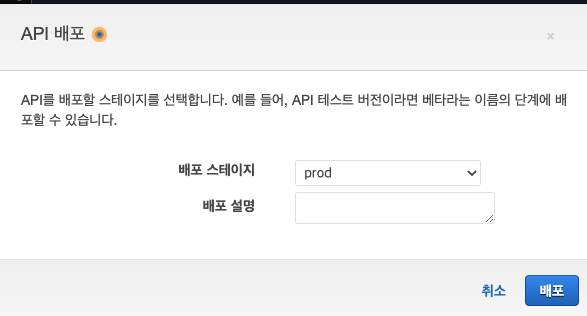 API 배포
×
API를 배포할 스테이지를 선택합니다. 예를 들어, API 테스트 버전이라면 베타라는 이름의 단계에 배
포할 수 있습니다.
배포 스테이지 prod
배포 설명
취소 배포